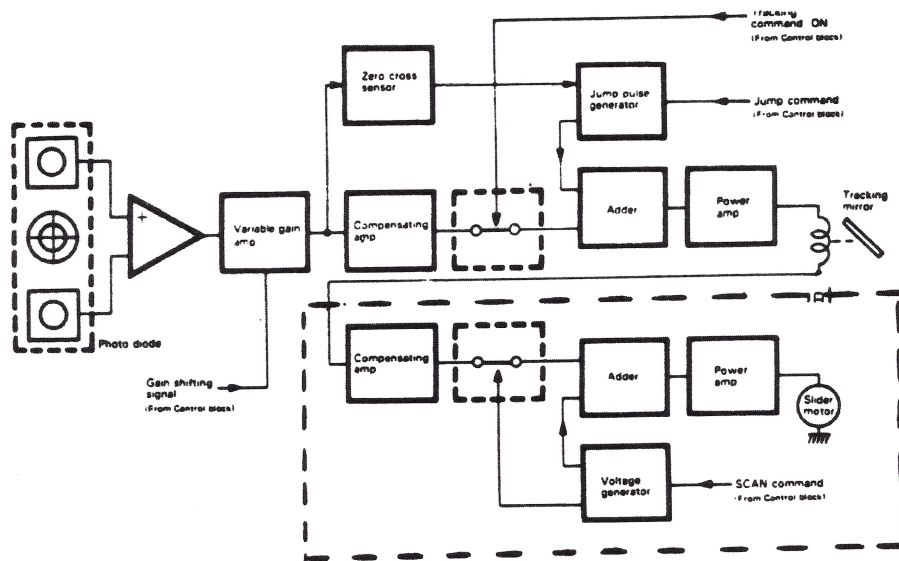 Tracking
command ON
(From Control block)
Zero cross
sensor
Jump pulse
generator
Jump command
(From Control block)
Tracking
mirror
+
Variable gain
amp
Compensating
amp
Adder
Power
amp
Photo diode
Compensating
amp
Adder
Power
amp
Gain shifting
signal
(From Control block)
Slider
motor
Voltage
generator
SCAN command
(From Control block)